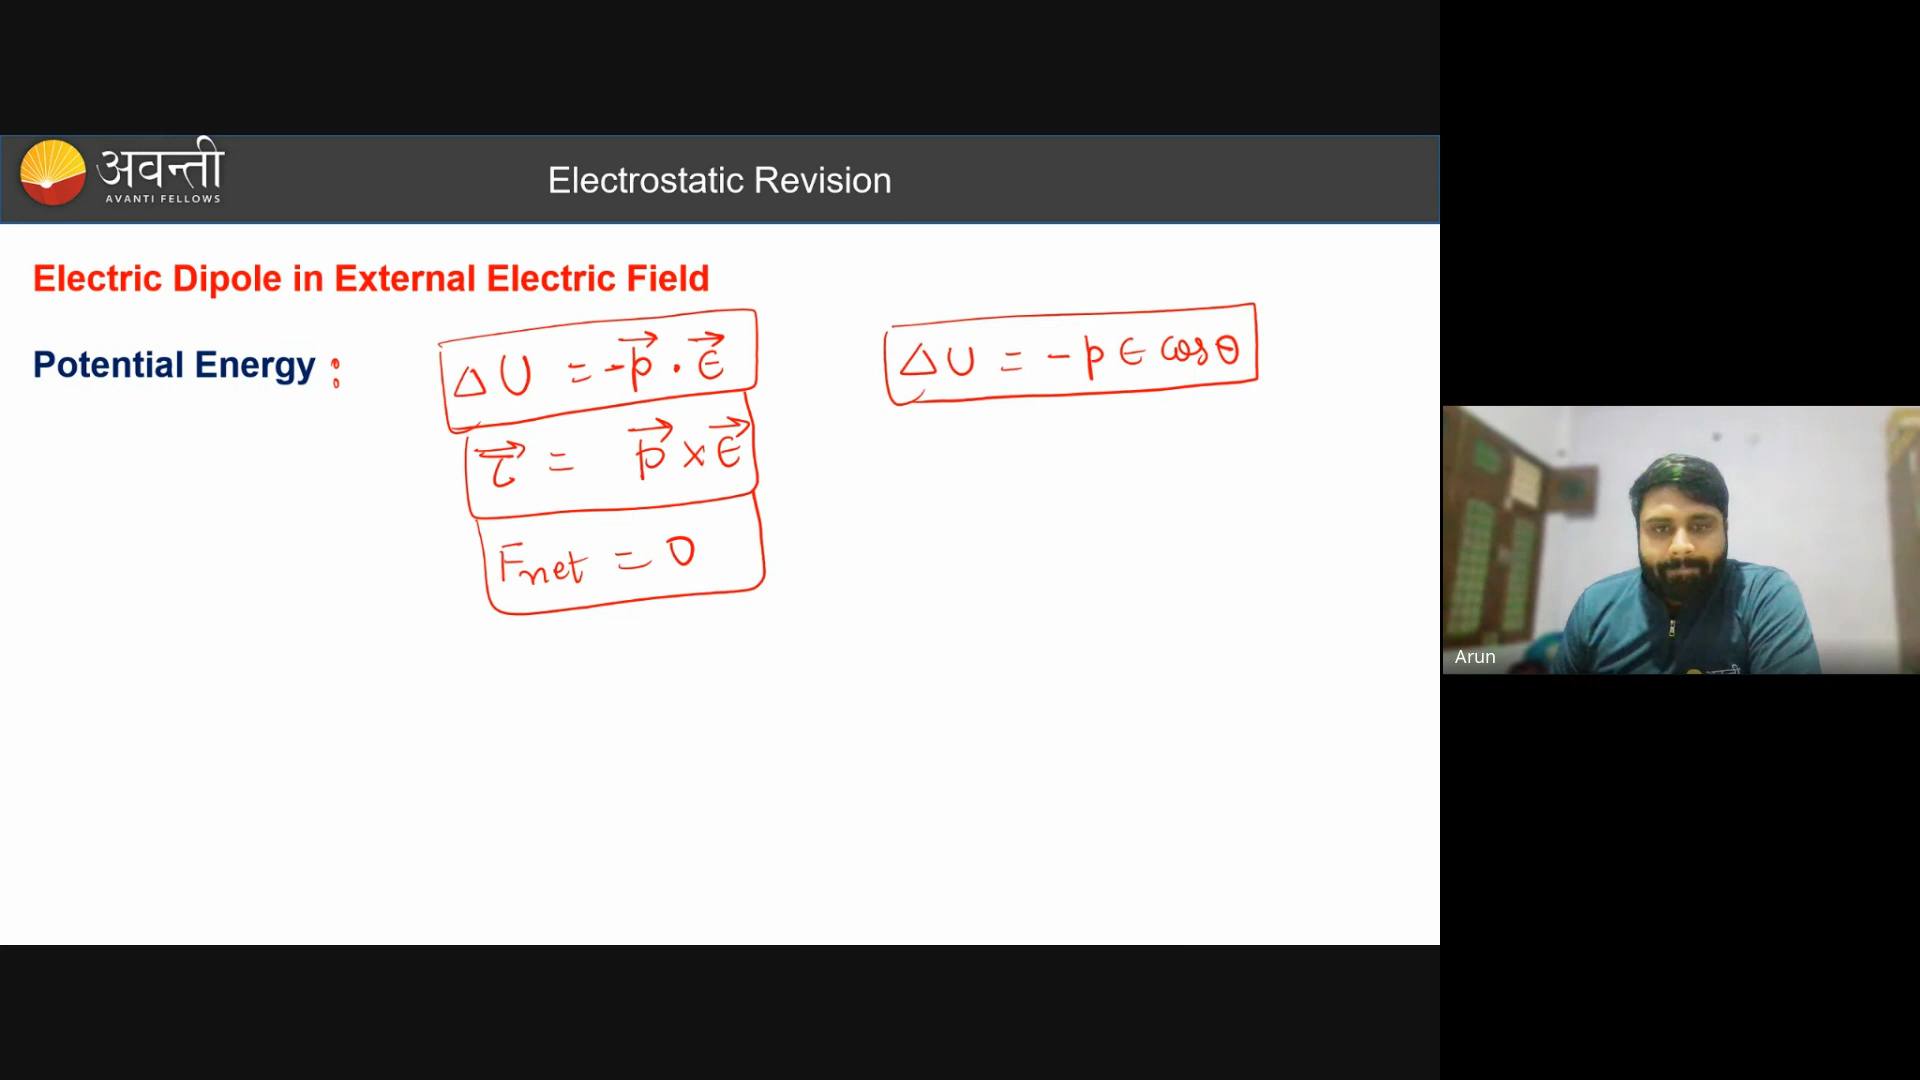 अवन्ती
AVANTI FELLOWS
Electrostatic Revision
Electric Dipole in External Electric Field
Potential Energy :
ΔU = -p⃗ . E⃗
ΔU = - p E cosθ
τ⃗ = p⃗ × E⃗
Fnet = 0
Arun